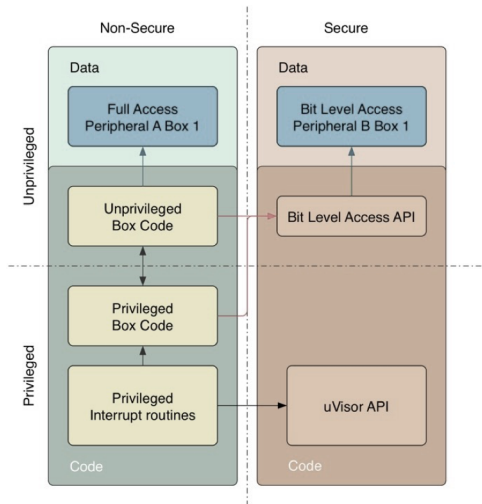 Non-Secure
Secure
Data
Data
Full Access
Peripheral A Box 1
Bit Level Access
Peripheral B Box 1
Unprivileged
Unprivileged
Box Code
Bit Level Access API
Privileged
Box Code
Privileged
Privileged
Interrupt routines
uVisor API
Code
Code